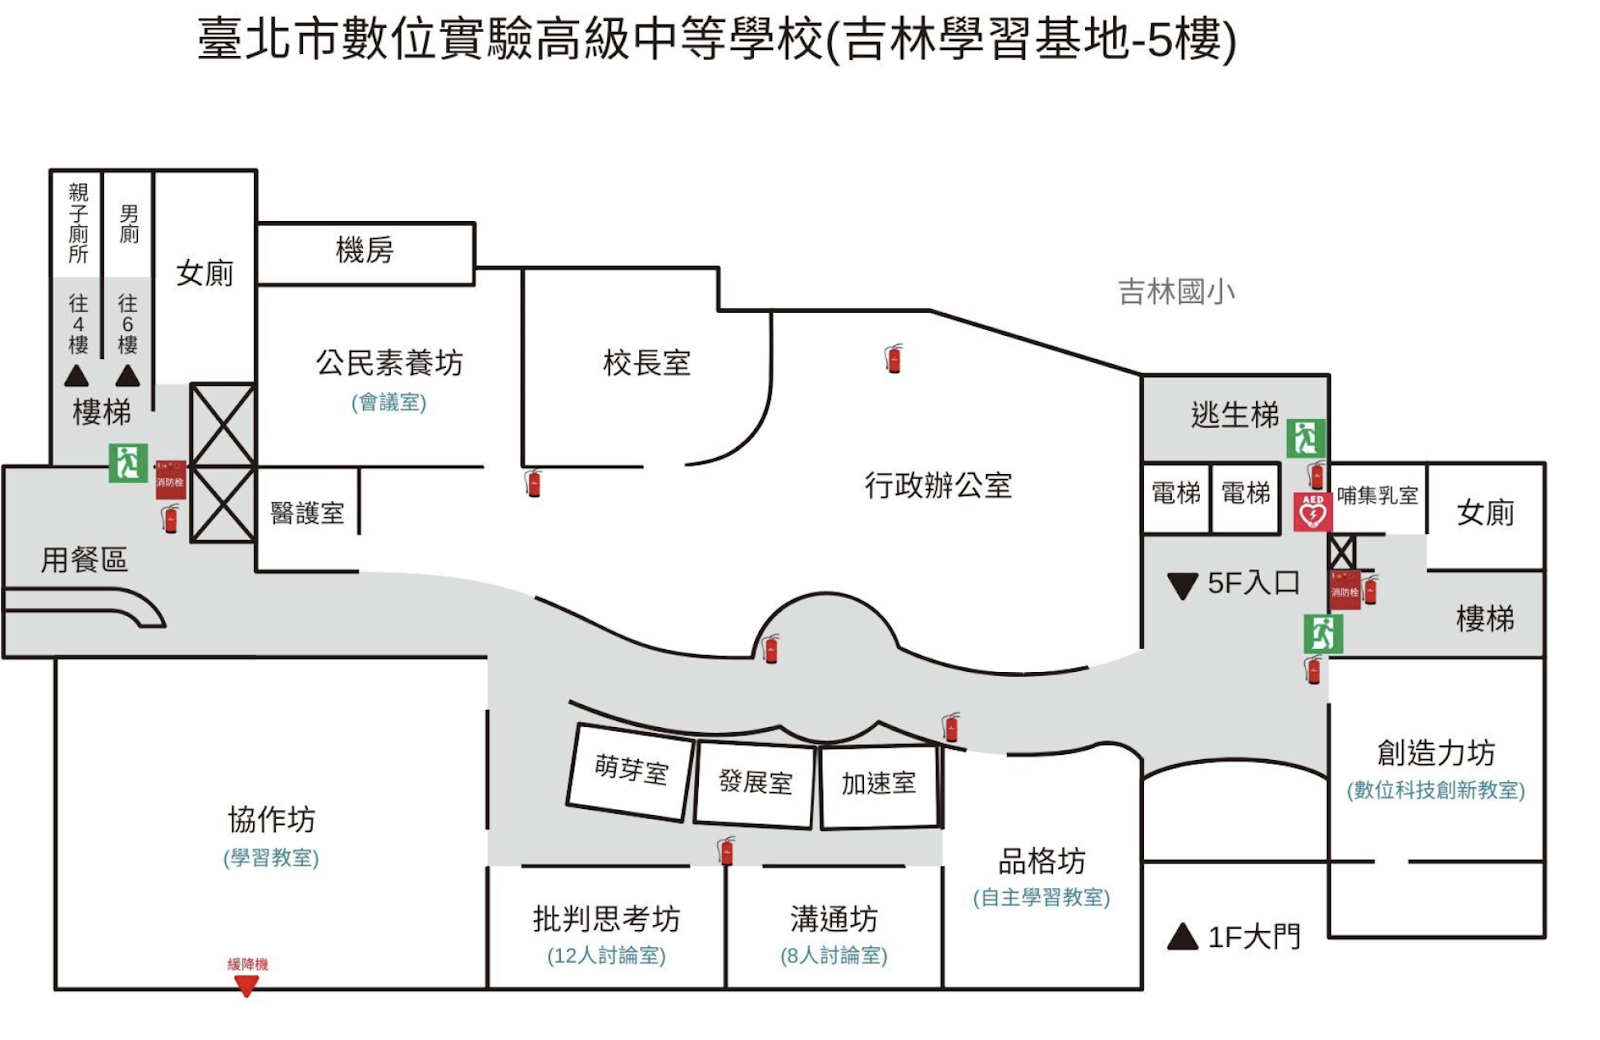 臺北市數位實驗高級中等學校(吉林學習基地-5樓)
親子廁所
男廁
女廁
機房
吉林國小
往4樓
往6樓
樓梯
公民素養坊
(會議室)
校長室
行政辦公室
逃生梯
電梯
電梯
AED
哺集乳室
女廁
消防栓
醫護室
用餐區
5F入口
消防栓
樓梯
萌芽室
發展室
加速室
創造力坊
(數位科技創新教室)
協作坊
(學習教室)
品格坊
(自主學習教室)
批判思考坊
(12人討論室)
溝通坊
(8人討論室)
1F大門
緩降機